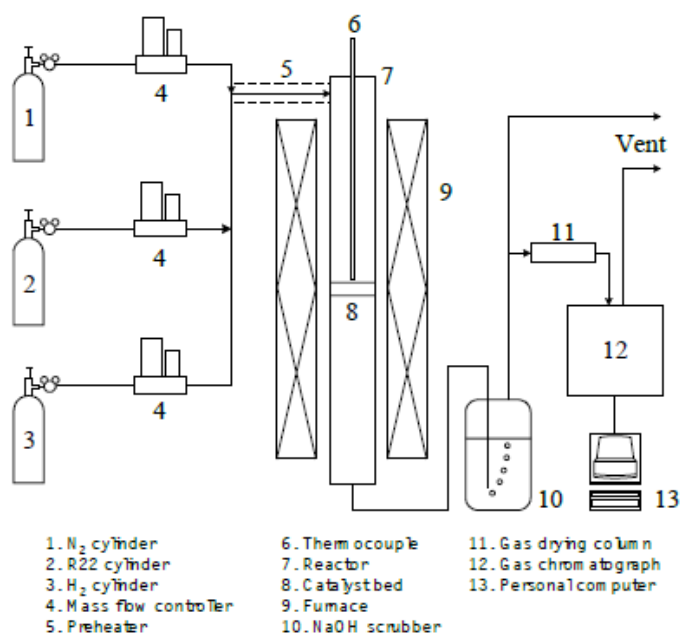 6
4
5
7
1
Vent
4
9
11
2
8
12
4
3
10
13
1. N2 cylinder
2. R22 cylinder
3. H2 cylinder
4. Mass flow controller
5. Preheater
6. Thermocouple
7. Reactor
8. Catalyst bed
9. Furnace
10. NaOH scrubber
11. Gas drying column
12. Gas chromatograph
13. Personal computer